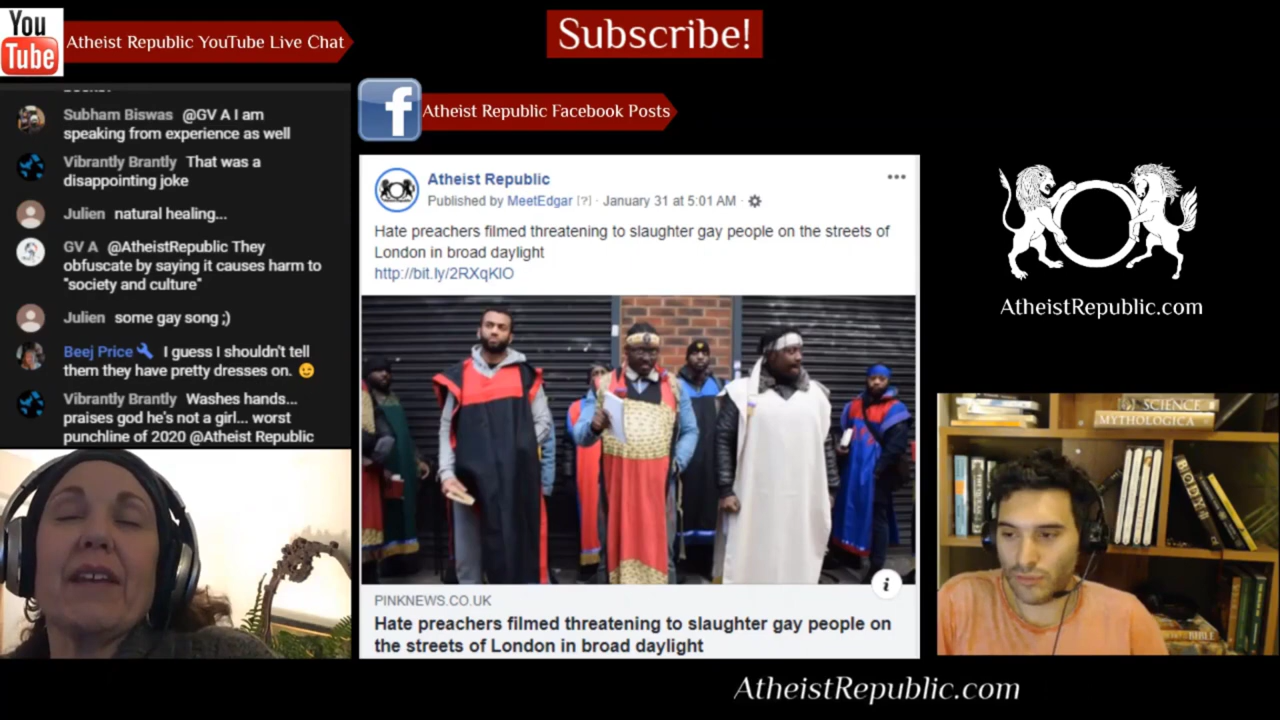 You
Tube
Atheist Republic YouTube Live Chat
Subscribe!
Subham Biswas @GV A I am
speaking from experience as well
Vibrantly Brantly That was a
disappointing joke
Julien natural healing...
GV A @AtheistRepublic They
obfuscate by saying it causes harm to
"society and culture"
Julien some gay song ;)
Beej Price I guess I shouldn't tell
them they have pretty dresses on. 😉
Vibrantly Brantly Washes hands...
praises god he's not a girl... worst
punchline of 2020 @Atheist Republic
f
Atheist Republic Facebook Posts
Atheist Republic
Published by MeetEdgar [?] · January 31 at 5:01 AM ·
Hate preachers filmed threatening to slaughter gay people on the streets of
London in broad daylight
http://bit.ly/2RXqKlO
i
PINKNEWS.CO.UK
Hate preachers filmed threatening to slaughter gay people on
the streets of London in broad daylight
AtheistRepublic.com
SCIENCE
MYTHOLOGICA
BODY
BIBLE
AtheistRepublic.com